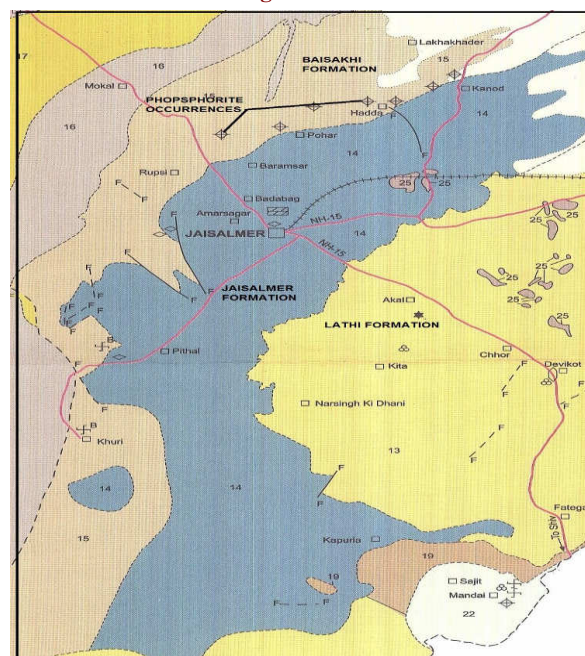 17
16
15
BAISAKHI
FORMATION
Lakhakhader
15
Mokal
PHOPSPHORITE
OCCURRENCES
Hadda
F
Kanod
14
16
Pohar
14
F
Rupsi
Baramsar
F
F
25
25
25
F
Badabag
Amarsagar
JAISALMER
NH-15
14
NH-15
25
25
25
F
F
JAISALMER
FORMATION
F
F
F
F
F
F
F
Akal
25
LATHI FORMATION
25
B
Pithal
Chhor
Kita
Devikot
F
F
F
Narsingh Ki Dhani
B
Khuri
F
13
F
F
14
14
F
Fatega
15
Kapuria
To Shiv
19
19
Sajit
Mandai
F
F
22